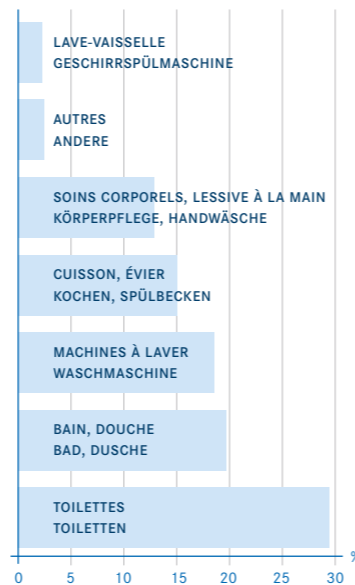 LAVE-VAISSELLE
GESCHIRRSPÜLMASCHINE
AUTRES
ANDERE
SOINS CORPORELS, LESSIVE À LA MAIN
KÖRPERPFLEGE, HANDWÄSCHE
CUISSON, ÉVIER
KOCHEN, SPÜLBECKEN
MACHINES À LAVER
WASCHMASCHINE
BAIN, DOUCHE
BAD, DUSCHE
TOILETTES
TOILETTEN
%
0 5 10 15 20 25 30